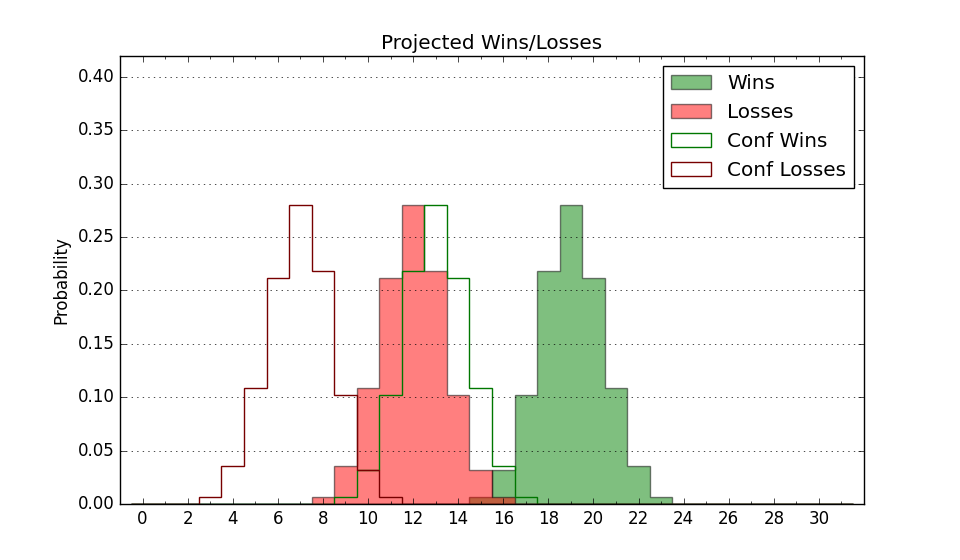 Projected Wins/Losses
0.40
0.35
0.30
0.25
0.20
0.15
0.10
0.05
0.00
Probability
Wins
Losses
Conf Wins
Conf Losses
0 2 4 6 8 10 12 14 16 18 20 22 24 26 28 30